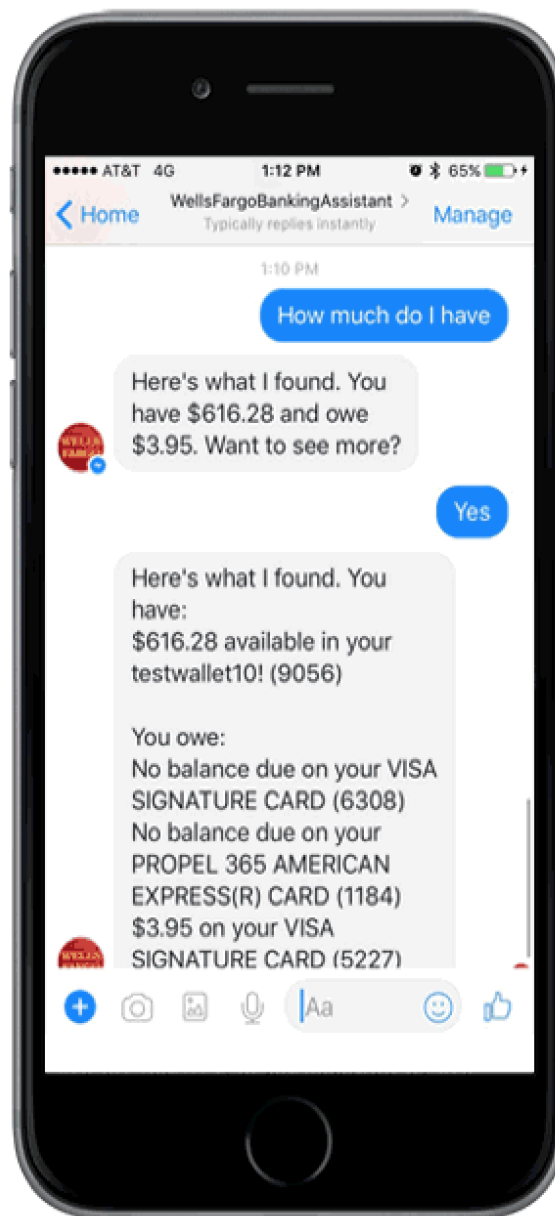 AT&T 4G 1:12 PM 65%
Home WellsFargoBankingAssistant > Manage
Typically replies instantly
1:10 PM
How much do I have
Here's what I found. You
have $616.28 and owe
$3.95. Want to see more?
WELLS
FARGO
Yes
Here's what I found. You
have:
$616.28 available in your
testwallet10! (9056)
You owe:
No balance due on your VISA
SIGNATURE CARD (6308)
No balance due on your
PROPEL 365 AMERICAN
EXPRESS(R) CARD (1184)
$3.95 on your VISA
SIGNATURE CARD (5227)
WELLS
FARGO
Aa